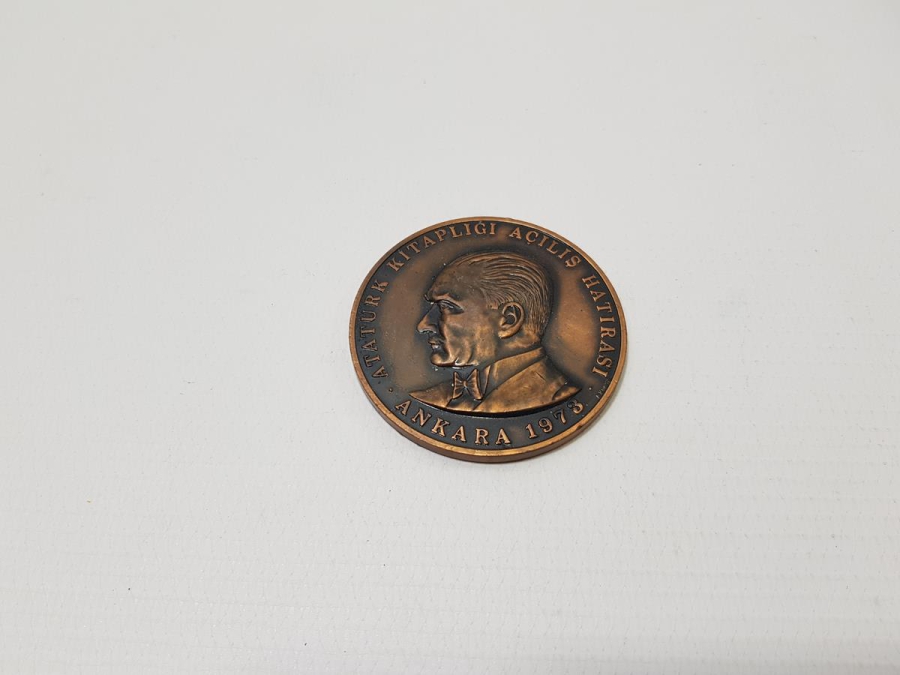 ATATÜRK KİTAPLIĞI AÇILIŞ HATIRASI
ANKARA 1973